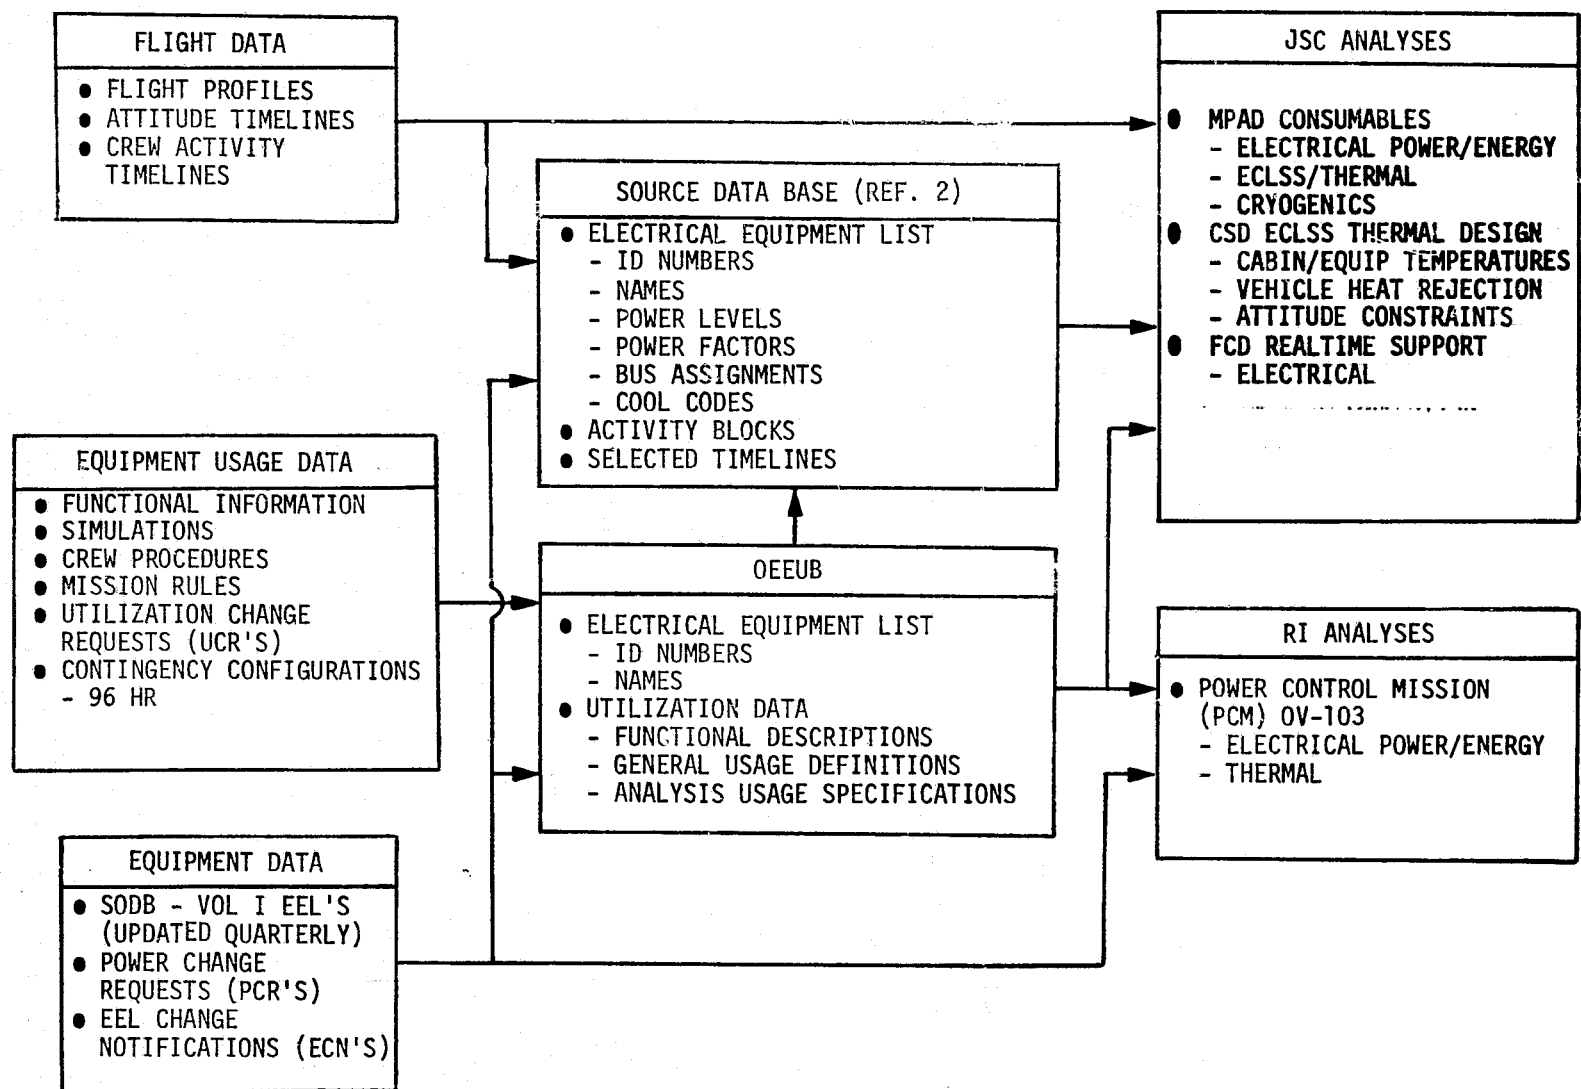 FLIGHT DATA
● FLIGHT PROFILES
● ATTITUDE TIMELINES
● CREW ACTIVITY
TIMELINES
EQUIPMENT USAGE DATA
● FUNCTIONAL INFORMATION
● SIMULATIONS
● CREW PROCEDURES
● MISSION RULES
● UTILIZATION CHANGE
REQUESTS (UCR'S)
● CONTINGENCY CONFIGURATIONS
- 96 HR
EQUIPMENT DATA
● SODB - VOL I EEL'S
(UPDATED QUARTERLY)
● POWER CHANGE
REQUESTS (PCR'S)
● EEL CHANGE
NOTIFICATIONS (ECN'S)
SOURCE DATA BASE (REF. 2)
● ELECTRICAL EQUIPMENT LIST
- ID NUMBERS
- NAMES
- POWER LEVELS
- POWER FACTORS
- BUS ASSIGNMENTS
- COOL CODES
● ACTIVITY BLOCKS
● SELECTED TIMELINES
OEEUB
● ELECTRICAL EQUIPMENT LIST
- ID NUMBERS
- NAMES
● UTILIZATION DATA
- FUNCTIONAL DESCRIPTIONS
- GENERAL USAGE DEFINITIONS
- ANALYSIS USAGE SPECIFICATIONS
JSC ANALYSES
● MPAD CONSUMABLES
- ELECTRICAL POWER/ENERGY
- ECLSS/THERMAL
- CRYOGENICS
● CSD ECLSS THERMAL DESIGN
- CABIN/EQUIP TEMPERATURES
- VEHICLE HEAT REJECTION
- ATTITUDE CONSTRAINTS
● FCD REALTIME SUPPORT
- ELECTRICAL
RI ANALYSES
● POWER CONTROL MISSION
(PCM) OV-103
- ELECTRICAL POWER/ENERGY
- THERMAL